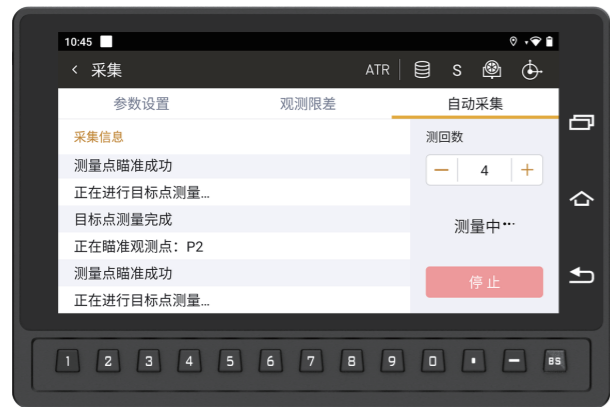 10:45
采集
ATR
S
参数设置
观测限差
自动采集
采集信息
测回数
测量点瞄准成功
4
正在进行目标点测量...
目标点测量完成
测量中...
正在瞄准观测点：P2
测量点瞄准成功
停止
正在进行目标点测量...
1 2 3 4 5 6 7 8 9 0 . - BS